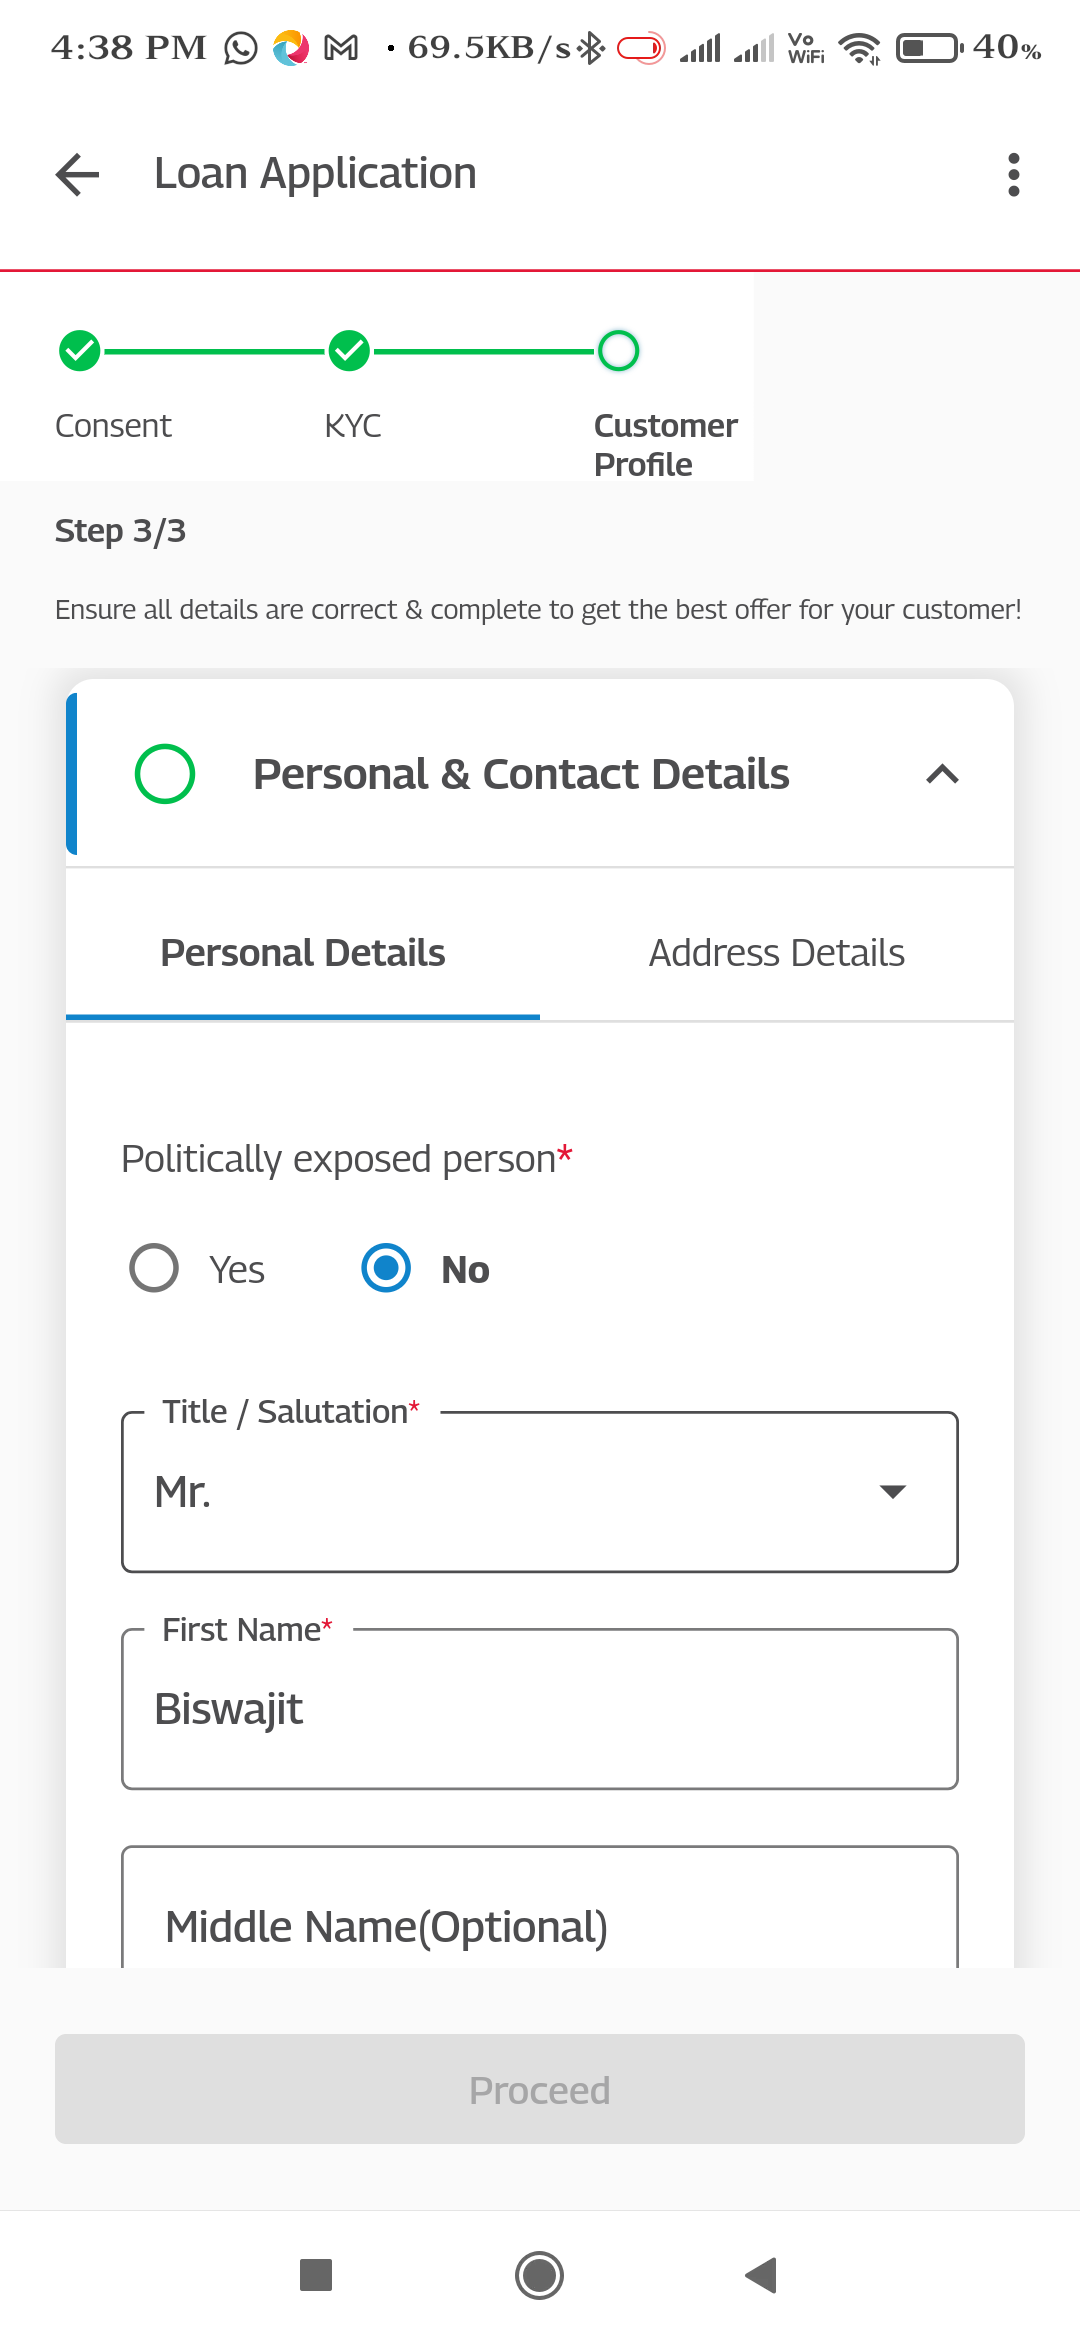 4:38 PM
69.5KB/s
Vo
WiFi
40%
Loan Application
Consent
KYC
Customer
Profile
Step 3/3
Ensure all details are correct & complete to get the best offer for your customer!
Personal & Contact Details
Personal Details
Address Details
Politically exposed person*
Yes
No
Title / Salutation*
Mr.
First Name*
Biswajit
Middle Name(Optional)
Proceed